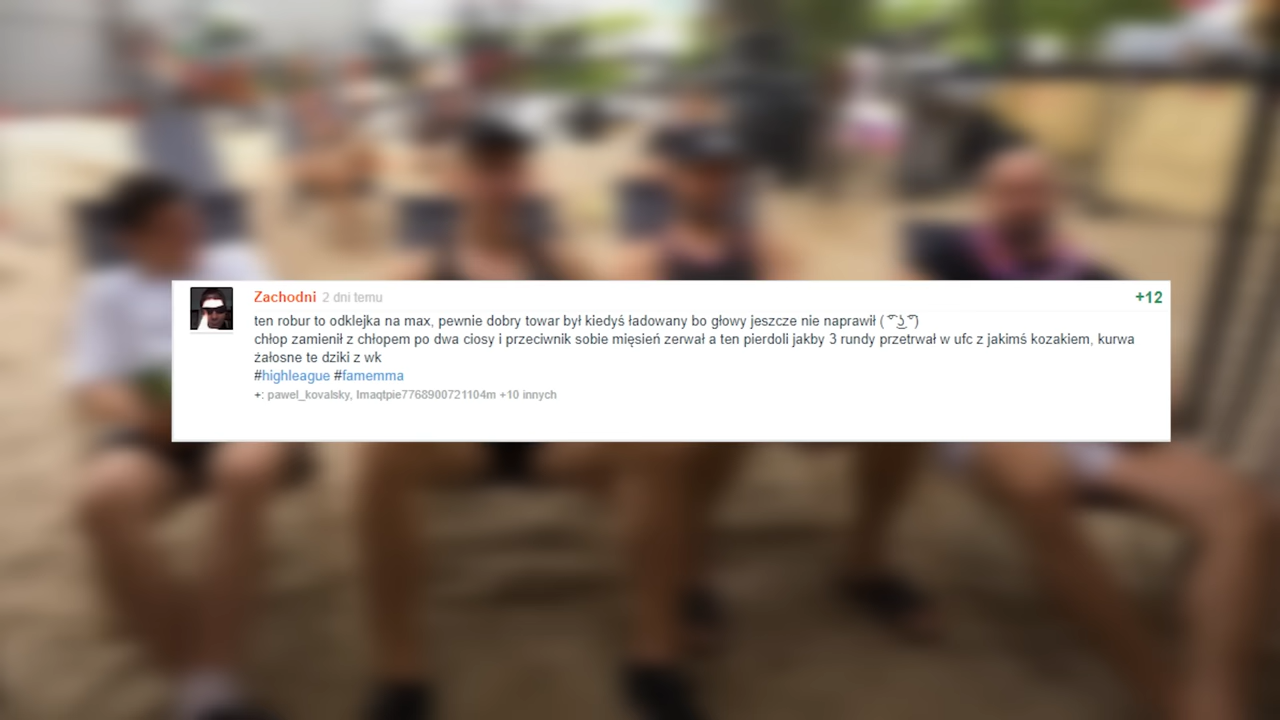 Zachodni 2 dni temu +12
ten robur to odklejka na max, pewnie dobry towar był kiedyś ładowany bo głowy jeszcze nie naprawił ( ͡° ͜ʖ ͡°)
chłop zamienił z chłopem po dwa ciosy i przeciwnik sobie mięsień zerwał a ten pierdoli jakby 3 rundy przetrwał w ufc z jakimś kozakiem, kurwa
żałosne te dziki z wk
#highleague #famemma
+: pawel_kovalsky, Imaqtpie7768900721104m +10 innych